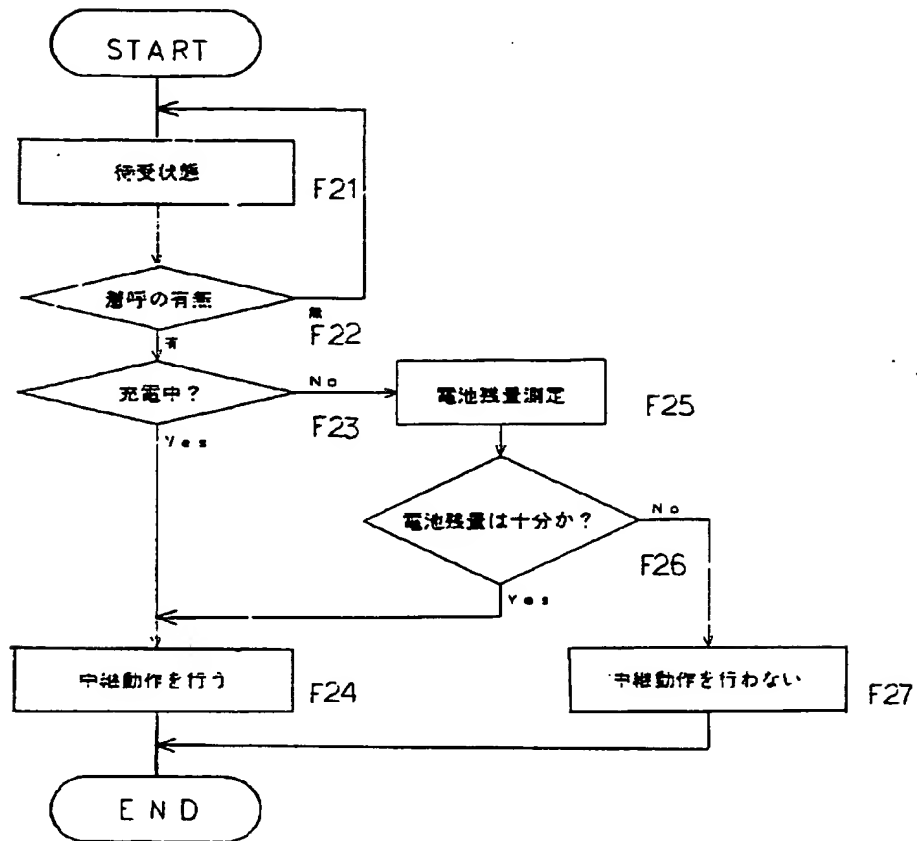 START
待受状態
F21
着呼の有無
無
F22
有
充電中?
No
F23
Yes
電池残量測定
F25
電池残量は十分か?
No
F26
Yes
中継動作を行う
F24
中継動作を行わない
F27
END